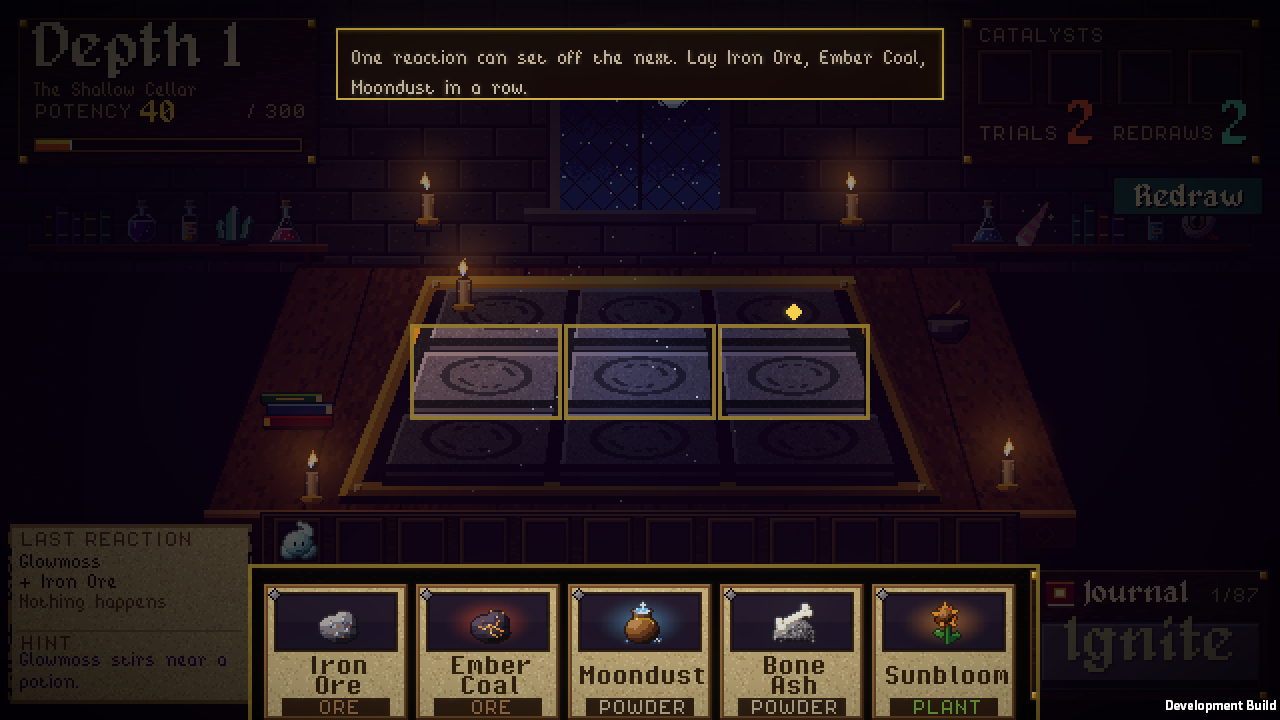 Depth 1
The Shallow Cellar
POTENCY 40 / 300
One reaction can set off the next. Lay Iron Ore, Ember Coal,
Moondust in a row.
CATALYSTS
TRIALS 2 REDRAWS 2
Redraw
LAST REACTION
Glowmoss
+ Iron Ore
Nothing happens
HINT
Glowmoss stirs near a
potion.
Iron
Ore
ORE
Ember
Coal
ORE
Moondust
POWDER
Bone
Ash
POWDER
Sunbloom
PLANT
Journal 1/87
Ignite
Development Build